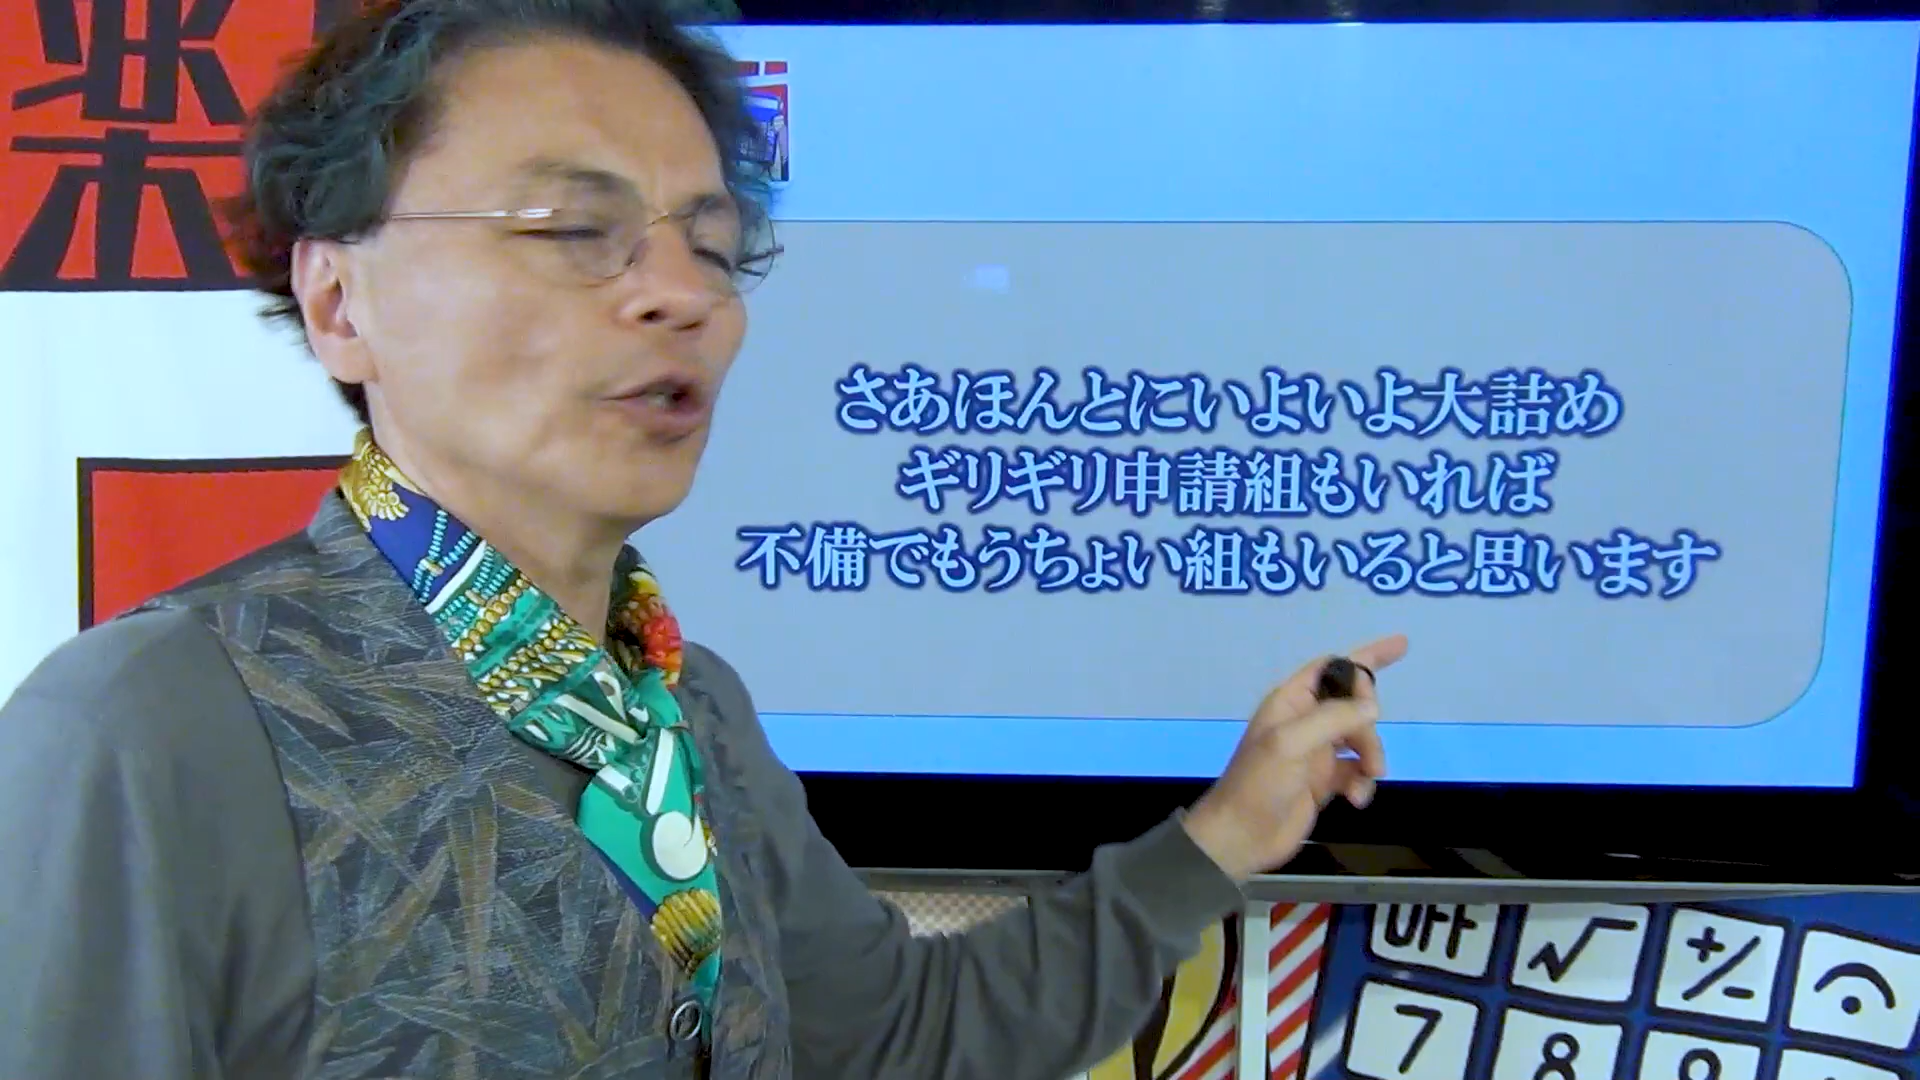 さあほんとにいよいよ大詰め
ギリギリ申請組もいれば
不備でもうちょい組もいると思います
OFF √ +/-
7 8 9